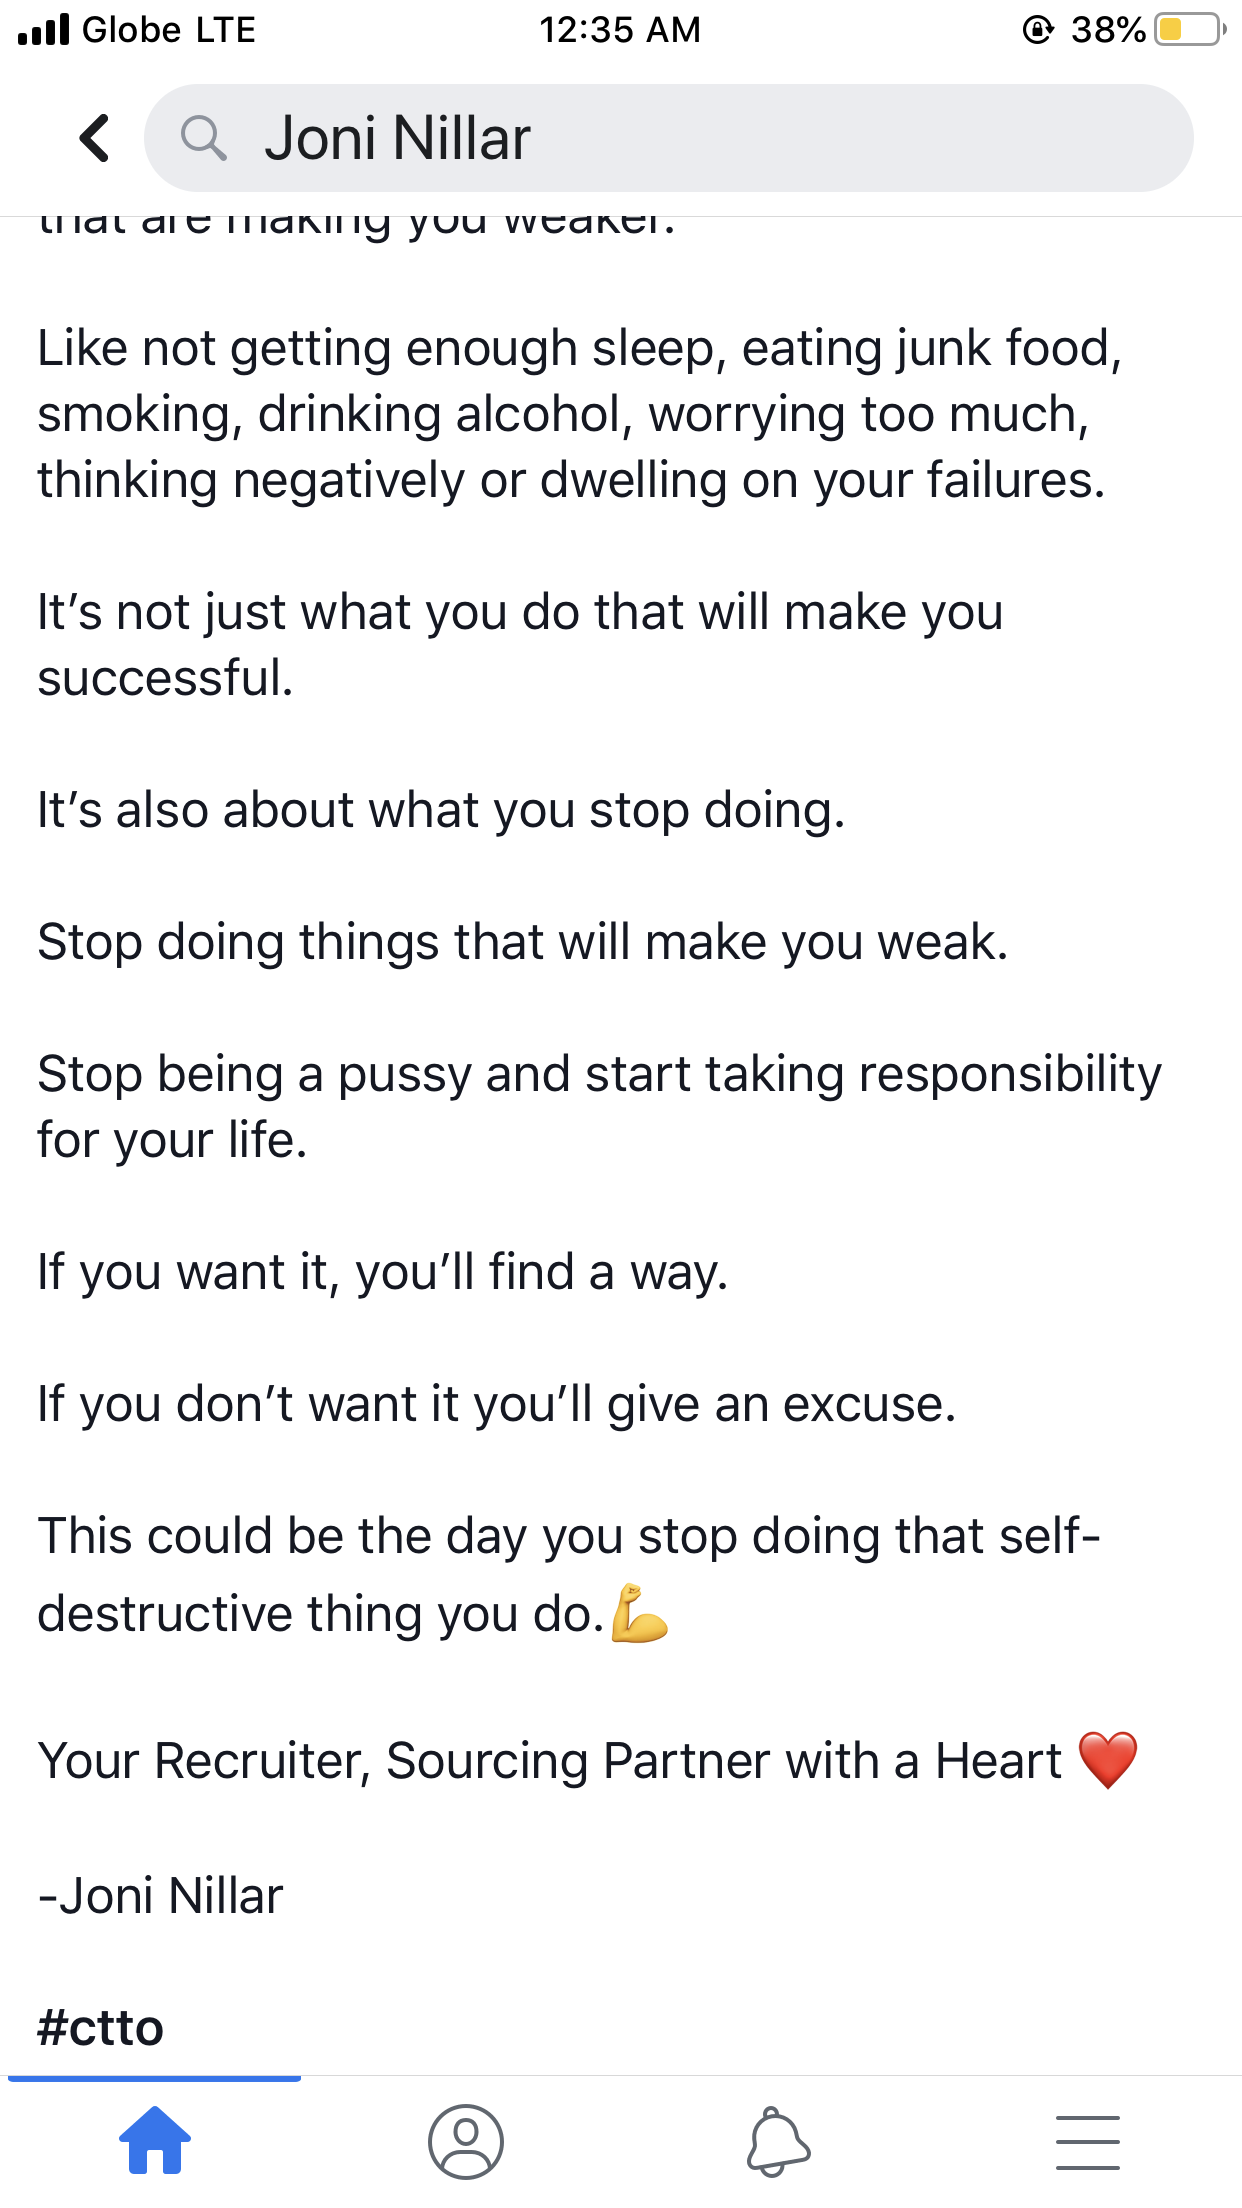 Globe LTE 12:35 AM 38%
Joni Nillar
that are making you weaker.
Like not getting enough sleep, eating junk food,
smoking, drinking alcohol, worrying too much,
thinking negatively or dwelling on your failures.
It’s not just what you do that will make you
successful.
It’s also about what you stop doing.
Stop doing things that will make you weak.
Stop being a pussy and start taking responsibility
for your life.
If you want it, you’ll find a way.
If you don’t want it you’ll give an excuse.
This could be the day you stop doing that self-
destructive thing you do.💪
Your Recruiter, Sourcing Partner with a Heart ❤️
-Joni Nillar
#ctto